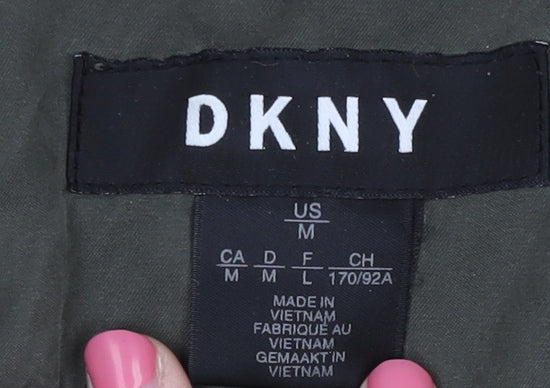 DKNY
US
M
CA D F CH
M M L 170/92A
MADE IN
VIETNAM
FABRIQUÉ AU
VIETNAM
GEMAAKT IN
VIETNAM